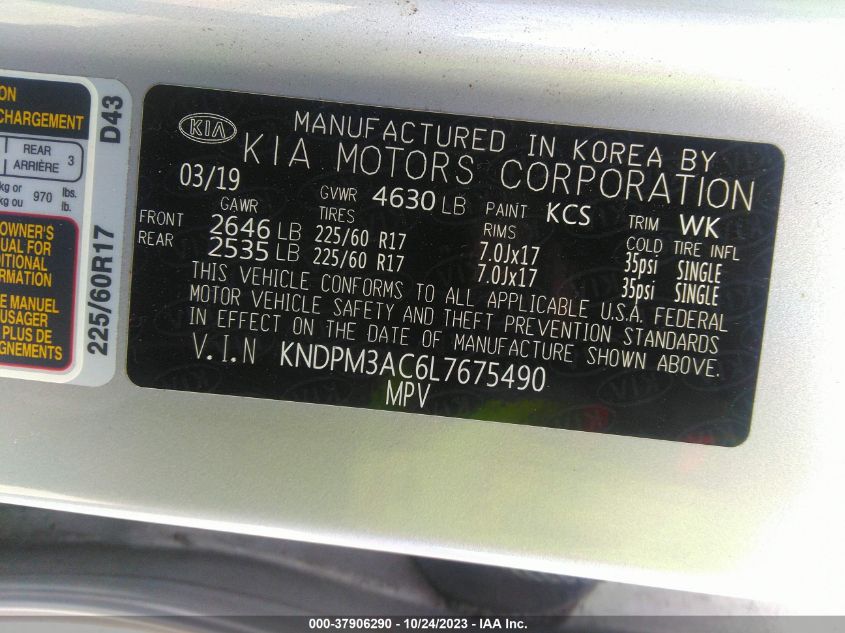 ON
CHARGEMENT
REAR 3
ARRIÈRE
kg or 970 lbs.
kg lb.
OWNER'S
UAL FOR
DITIONAL
RMATION
LE MANUEL
USAGER
PLUS DE
GNEMENTS
225/60R17 D43
KIA MANUFACTURED IN KOREA BY
KIA MOTORS CORPORATION
03/19 GVWR 4630 LB PAINT KCS TRIM WK
GAWR TIRES RIMS COLD TIRE INFL
FRONT 2646 LB 225/60 R17 7.0Jx17 35psi SINGLE
REAR 2535 LB 225/60 R17 7.0Jx17 35psi SINGLE
THIS VEHICLE CONFORMS TO ALL APPLICABLE U.S.A. FEDERAL
MOTOR VEHICLE SAFETY AND THEFT PREVENTION STANDARDS
IN EFFECT ON THE DATE OF MANUFACTURE SHOWN ABOVE.
V.I.N KNDPM3AC6L7675490
MPV
000-37906290 - 10/24/2023 - IAA Inc.